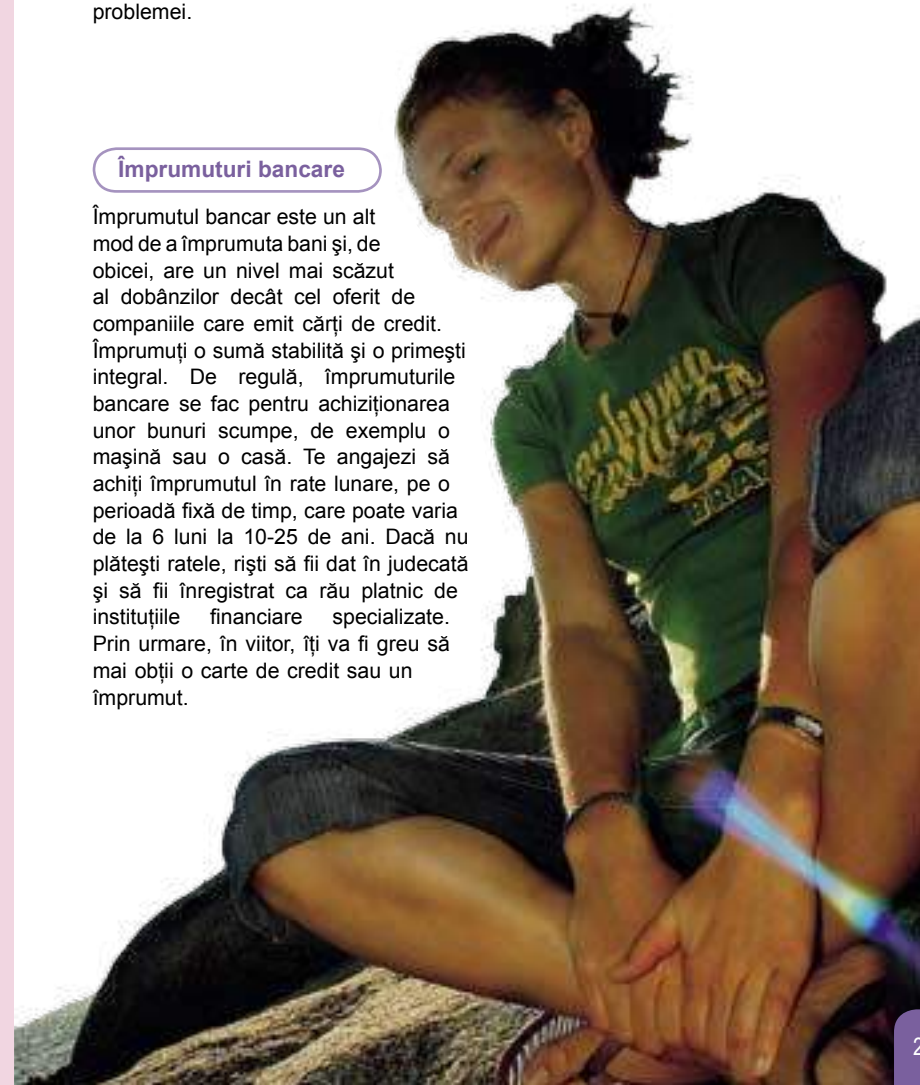 problemei.
Împrumuturi bancare
Împrumutul bancar este un alt
mod de a împrumuta bani şi, de
obicei, are un nivel mai scăzut
al dobânzilor decât cel oferit de
companiile care emit cărți de credit.
Împrumuți o sumă stabilită şi o primeşti
integral. De regulă, împrumuturile
bancare se fac pentru achiziționarea
unor bunuri scumpe, de exemplu o
maşină sau o casă. Te angajezi să
achiți împrumutul în rate lunare, pe o
perioadă fixă de timp, care poate varia
de la 6 luni la 10-25 de ani. Dacă nu
plăteşti ratele, rişti să fii dat în judecată
şi să fii înregistrat ca rău platnic de
instituțiile financiare specializate.
Prin urmare, în viitor, îți va fi greu să
mai obții o carte de credit sau un
împrumut.
2